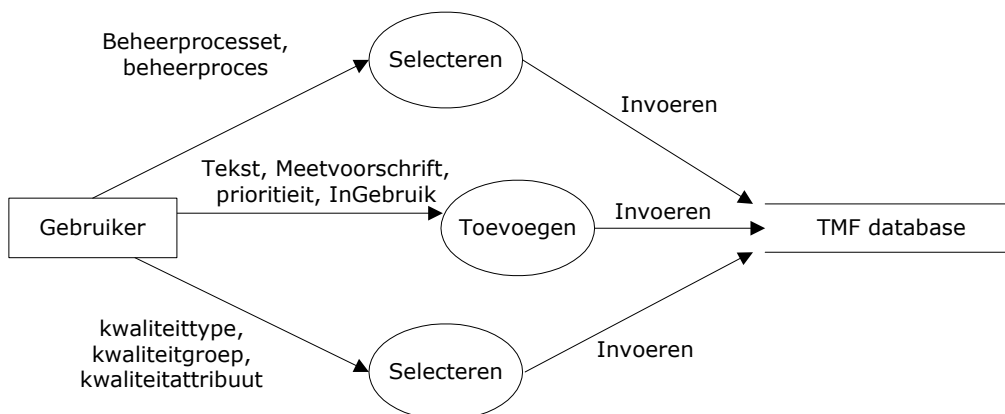 Beheerprocesset,
beheerproces
Selecteren
Invoeren
Tekst, Meetvoorschrift,
prioritieit, InGebruik
Gebruiker
Toevoegen
Invoeren
TMF database
kwaliteittype,
kwaliteitgroep,
kwaliteitattribuut
Selecteren
Invoeren